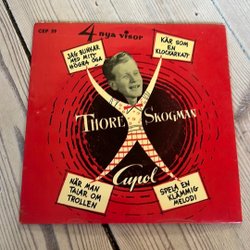 CEP 59
4 nya visor
JAG BLINKAR
MED MITT
HÖGRA ÖGA
KÄR SOM
EN
KLOCKARKATT
THORE SKOGMAN
Cupol
NÄR MAN
TALAR OM
TROLLEN
SPELA EN
KLÄMMIG
MELODI